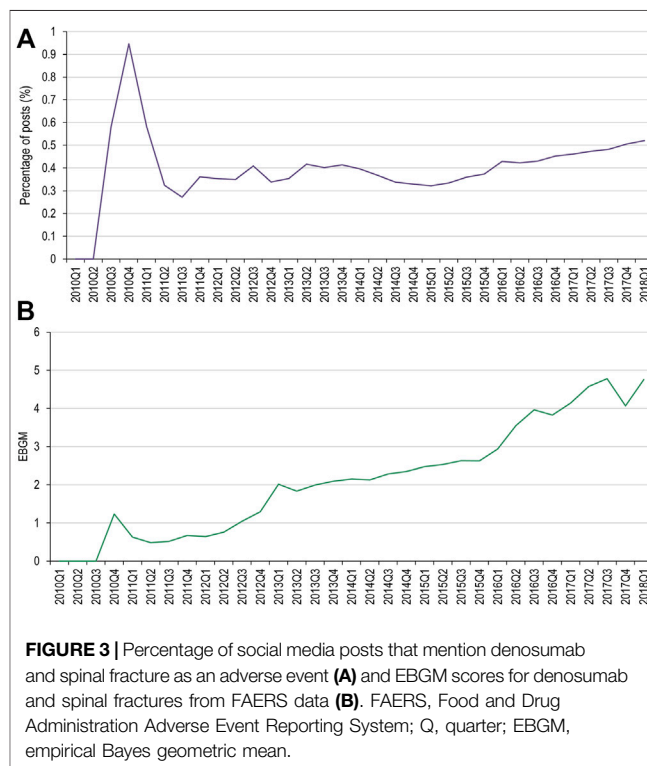 A
Percentage of posts (%)
1
0.9
0.8
0.7
0.6
0.5
0.4
0.3
0.2
0.1
0
2010Q1
2010Q2
2010Q3
2010Q4
2011Q1
2011Q2
2011Q3
2011Q4
2012Q1
2012Q2
2012Q3
2012Q4
2013Q1
2013Q2
2013Q3
2013Q4
2014Q1
2014Q2
2014Q3
2014Q4
2015Q1
2015Q2
2015Q3
2015Q4
2016Q1
2016Q2
2016Q3
2016Q4
2017Q1
2017Q2
2017Q3
2017Q4
2018Q1
B
EBGM
6
5
4
3
2
1
0
2010Q1
2010Q2
2010Q3
2010Q4
2011Q1
2011Q2
2011Q3
2011Q4
2012Q1
2012Q2
2012Q3
2012Q4
2013Q1
2013Q2
2013Q3
2013Q4
2014Q1
2014Q2
2014Q3
2014Q4
2015Q1
2015Q2
2015Q3
2015Q4
2016Q1
2016Q2
2016Q3
2016Q4
2017Q1
2017Q2
2017Q3
2017Q4
2018Q1
FIGURE 3 | Percentage of social media posts that mention denosumab
and spinal fracture as an adverse event (A) and EBGM scores for denosumab
and spinal fractures from FAERS data (B). FAERS, Food and Drug
Administration Adverse Event Reporting System; Q, quarter; EBGM,
empirical Bayes geometric mean.